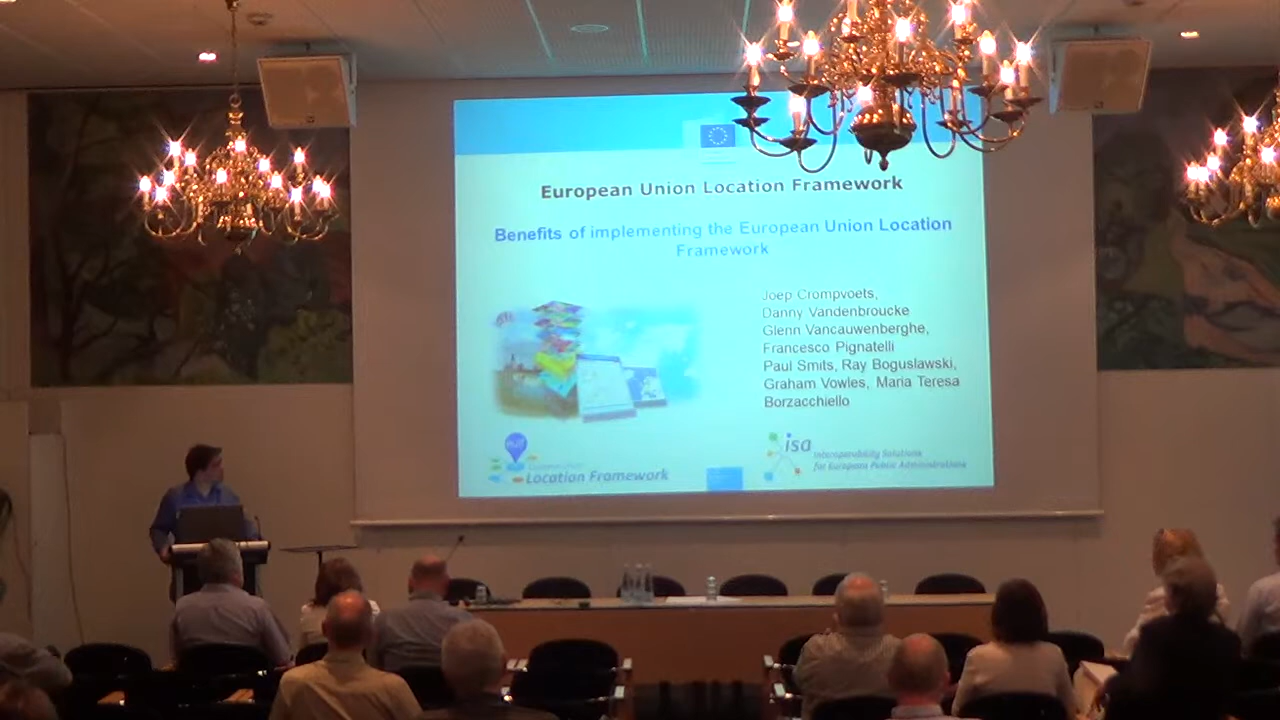 European Union Location Framework
Benefits of implementing the European Union Location
Framework
Joep Crompvoets,
Danny Vandenbroucke
Glenn Vancauwenberghe,
Francesco Pignatelli
Paul Smits, Ray Boguslawski,
Graham Vowles, Maria Teresa
Borzacchiello
isa
Interoperability Solutions
for European Public Administrations
Location Framework